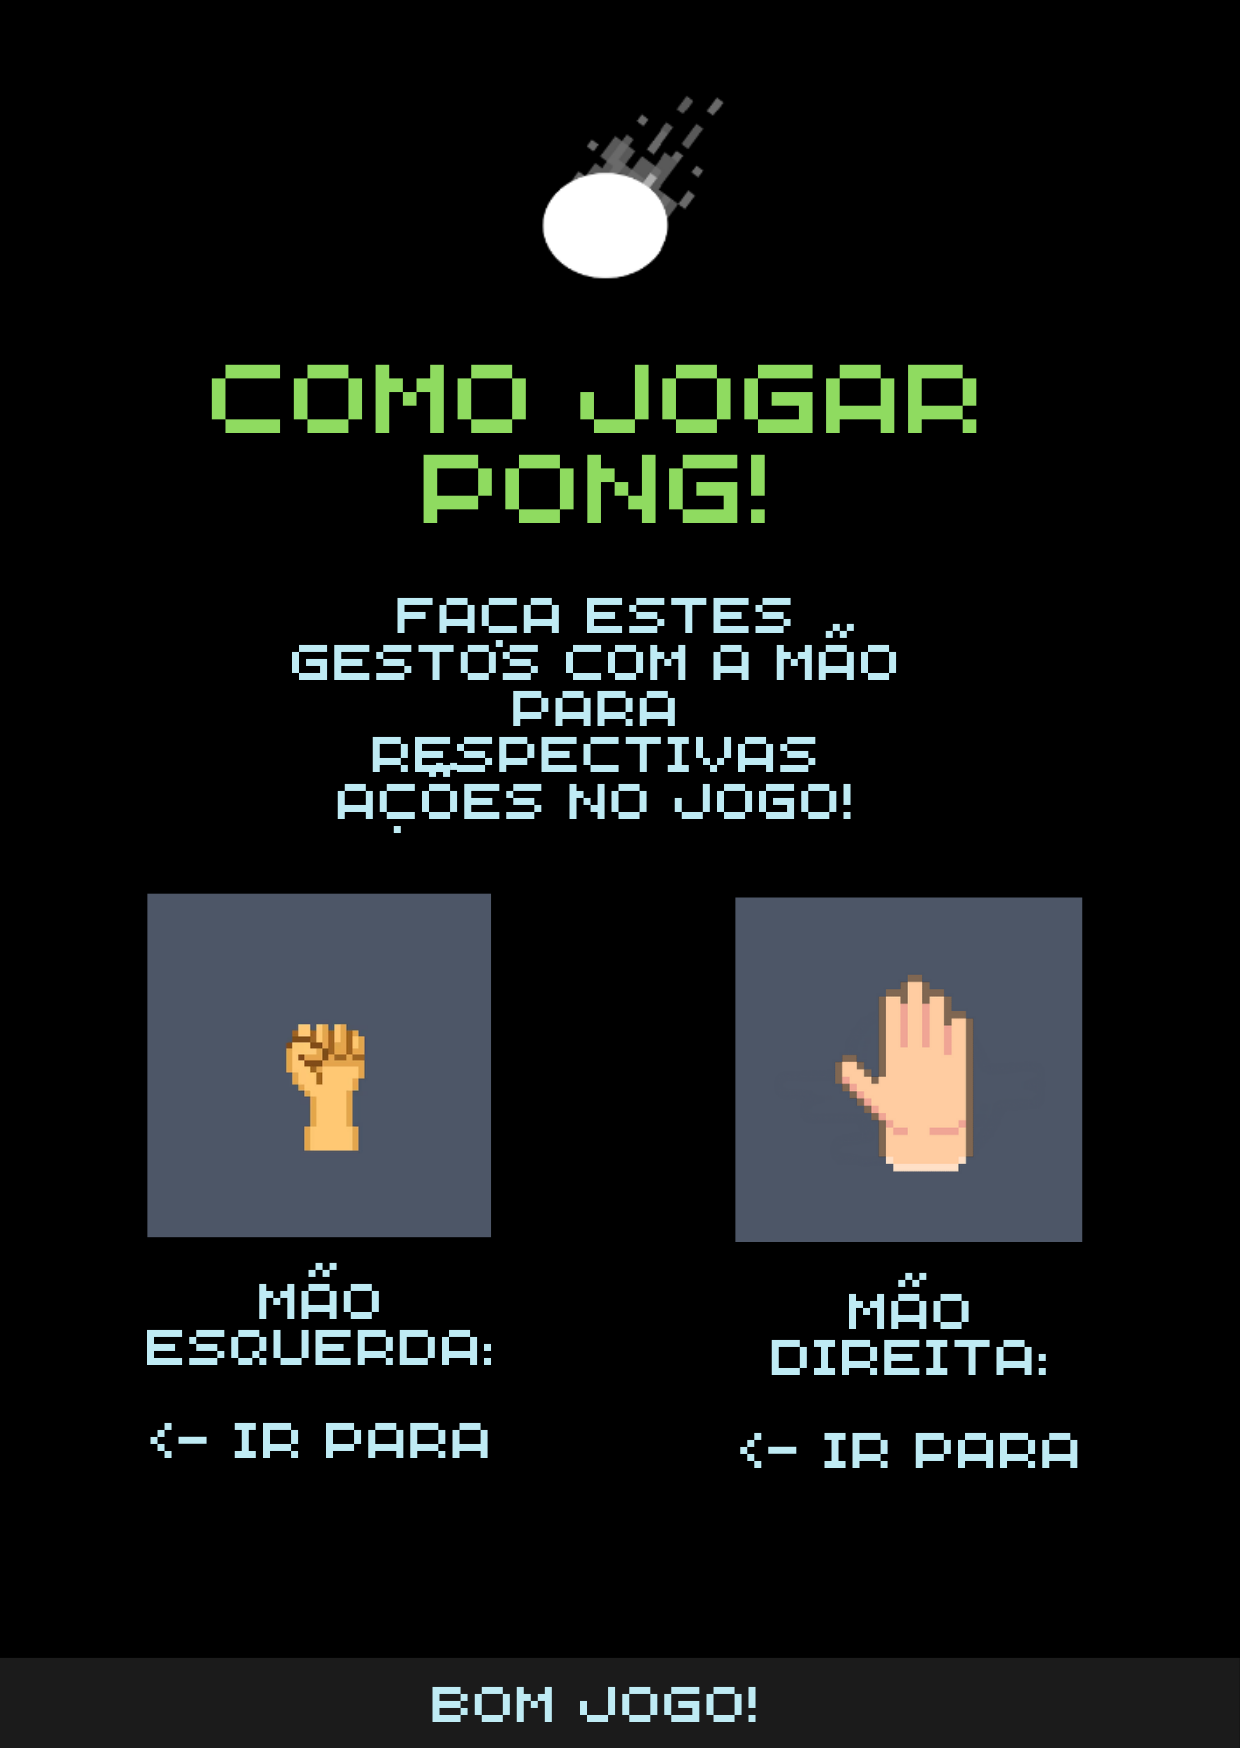 COMO JOGAR
PONG!
FAÇA ESTES
GESTOS COM A MÃO
PARA
RESPECTIVAS
AÇÕES NO JOGO!
MÃO
ESQUERDA:
<- IR PARA
MÃO
DIREITA:
<- IR PARA
BOM JOGO!